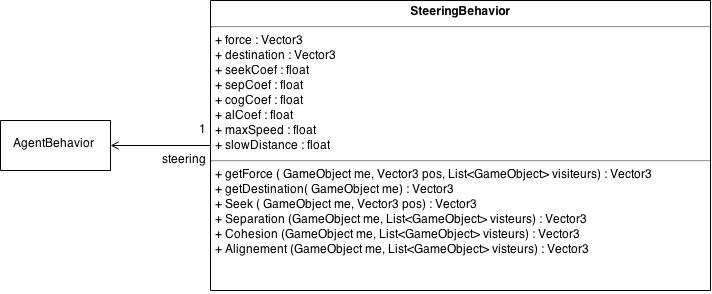 SteeringBehavior
+ force : Vector3
+ destination : Vector3
+ seekCoef : float
+ sepCoef : float
+ cogCoef : float
+ alCoef : float
+ maxSpeed : float
+ slowDistance : float
+ getForce ( GameObject me, Vector3 pos, List<GameObject> visiteurs) : Vector3
+ getDestination( GameObject me) : Vector3
+ Seek ( GameObject me, Vector3 pos) : Vector3
+ Separation (GameObject me, List<GameObject> visteurs) : Vector3
+ Cohesion (GameObject me, List<GameObject> visteurs) : Vector3
+ Alignement (GameObject me, List<GameObject> visteurs) : Vector3
AgentBehavior
1
steering